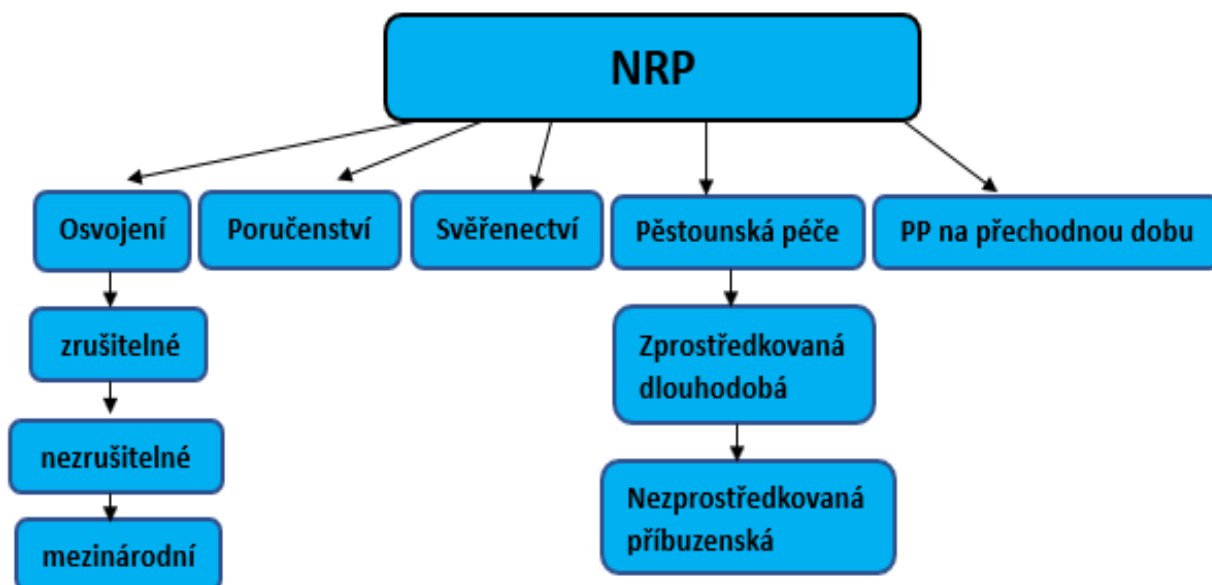 NRP
Osvojení
Poručenství
Svěřenectví
Pěstounská péče
PP na přechodnou dobu
zrušitelné
Zprostředkovaná
dlouhodobá
nezrušitelné
Nezprostředkovaná
příbuzenská
mezinárodní